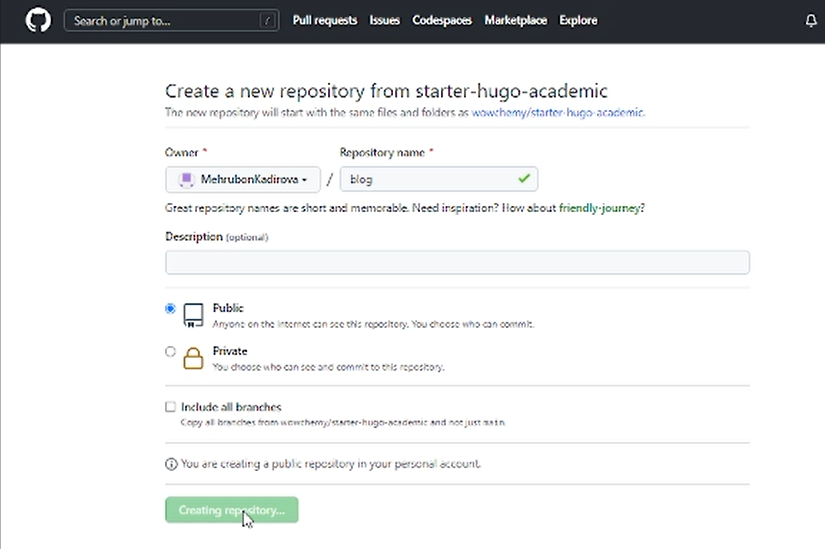 Search or jump to... /
Pull requests Issues Codespaces Marketplace Explore
Create a new repository from starter-hugo-academic
The new repository will start with the same files and folders as wowchemy/starter-hugo-academic.
Owner * Repository name *
MehrubonKadirova / blog
Great repository names are short and memorable. Need inspiration? How about friendly-journey?
Description (optional)
Public
Anyone on the internet can see this repository. You choose who can commit.
Private
You choose who can see and commit to this repository.
Include all branches
Copy all branches from wowchemy/starter-hugo-academic and not just main.
You are creating a public repository in your personal account.
Creating repository...